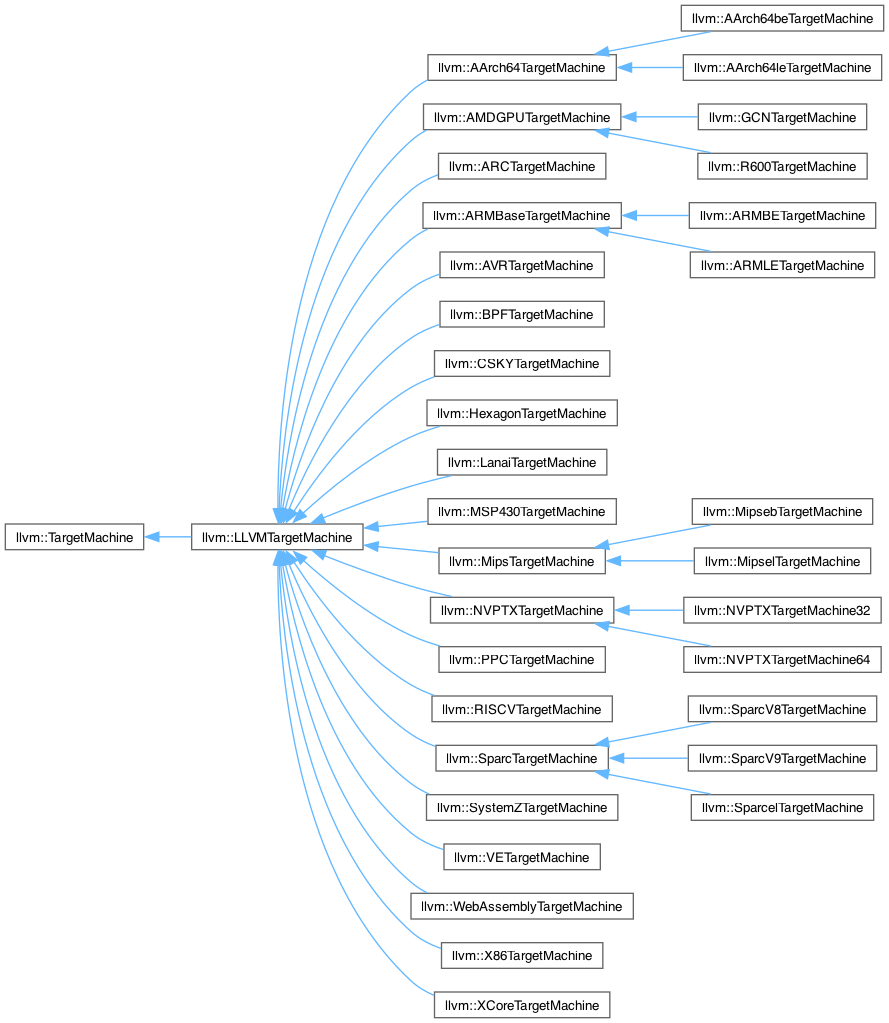 llvm::TargetMachine
llvm::LLVMTargetMachine
llvm::AArch64TargetMachine
llvm::AArch64beTargetMachine
llvm::AArch64leTargetMachine
llvm::AMDGPUTargetMachine
llvm::GCNTargetMachine
llvm::R600TargetMachine
llvm::ARCTargetMachine
llvm::ARMBaseTargetMachine
llvm::ARMBETargetMachine
llvm::ARMLETargetMachine
llvm::AVRTargetMachine
llvm::BPFTargetMachine
llvm::CSKYTargetMachine
llvm::HexagonTargetMachine
llvm::LanaiTargetMachine
llvm::MSP430TargetMachine
llvm::MipsTargetMachine
llvm::MipsebTargetMachine
llvm::MipselTargetMachine
llvm::NVPTXTargetMachine
llvm::NVPTXTargetMachine32
llvm::NVPTXTargetMachine64
llvm::PPCTargetMachine
llvm::RISCVTargetMachine
llvm::SparcTargetMachine
llvm::SparcV8TargetMachine
llvm::SparcV9TargetMachine
llvm::SparcelTargetMachine
llvm::SystemZTargetMachine
llvm::VETargetMachine
llvm::WebAssemblyTargetMachine
llvm::X86TargetMachine
llvm::XCoreTargetMachine